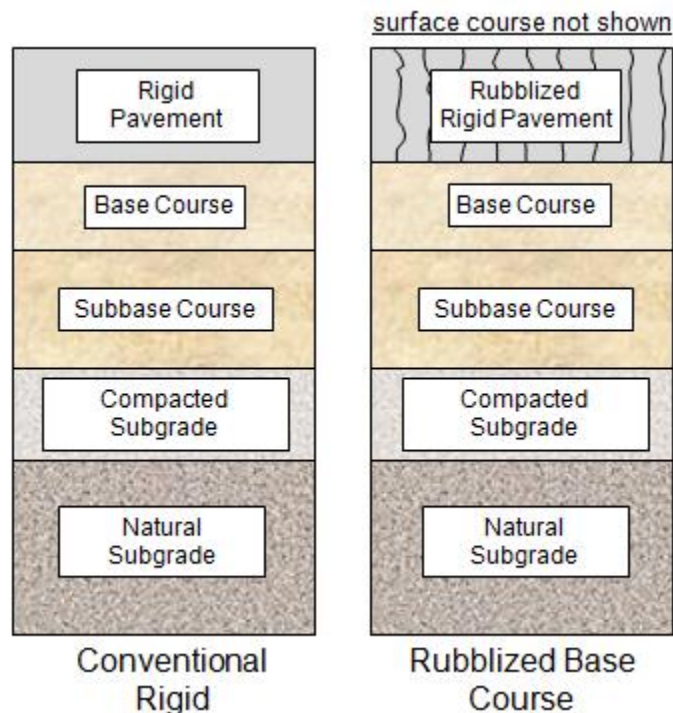 surface course not shown
Rigid
Pavement
Base Course
Subbase Course
Compacted
Subgrade
Natural
Subgrade
Conventional
Rigid
Rubblized
Rigid Pavement
Base Course
Subbase Course
Compacted
Subgrade
Natural
Subgrade
Rubblized Base
Course